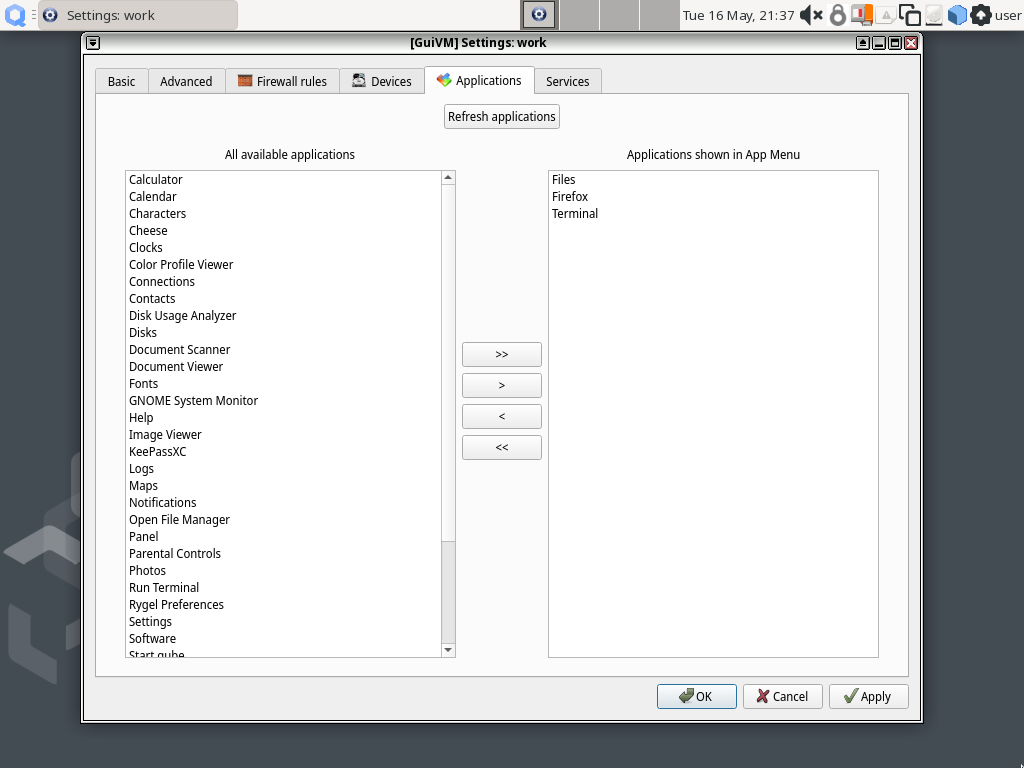 Settings: work
Tue 16 May, 21:37
user
[GuiVM] Settings: work
Basic
Advanced
Firewall rules
Devices
Applications
Services
Refresh applications
All available applications
Applications shown in App Menu
Calculator
Calendar
Characters
Cheese
Clocks
Color Profile Viewer
Connections
Contacts
Disk Usage Analyzer
Disks
Document Scanner
Document Viewer
Fonts
GNOME System Monitor
Help
Image Viewer
KeePassXC
Logs
Maps
Notifications
Open File Manager
Panel
Parental Controls
Photos
Run Terminal
Rygel Preferences
Settings
Software
Start qube
>>
>
<
<<
Files
Firefox
Terminal
OK
Cancel
Apply